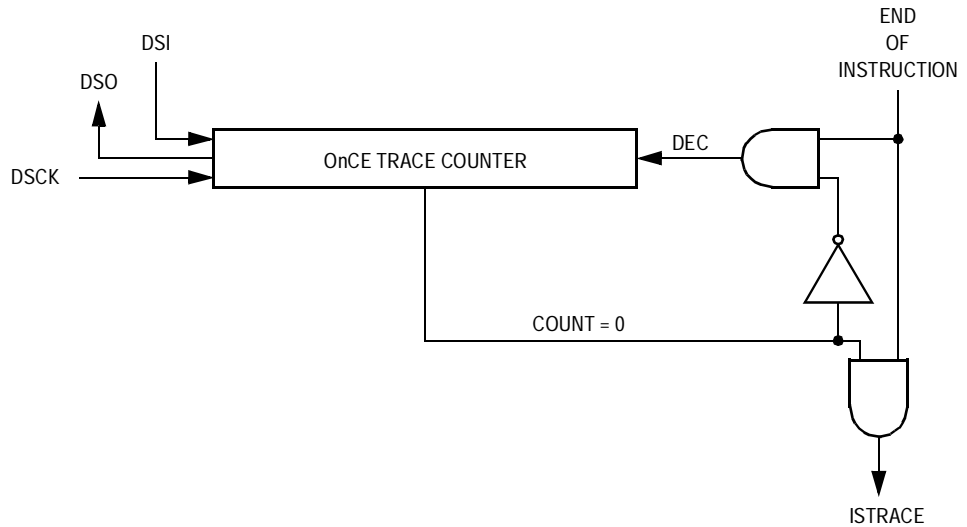 END
OF
INSTRUCTION
DSI
DSO
DSCK
OnCE TRACE COUNTER
DEC
COUNT = 0
ISTRACE